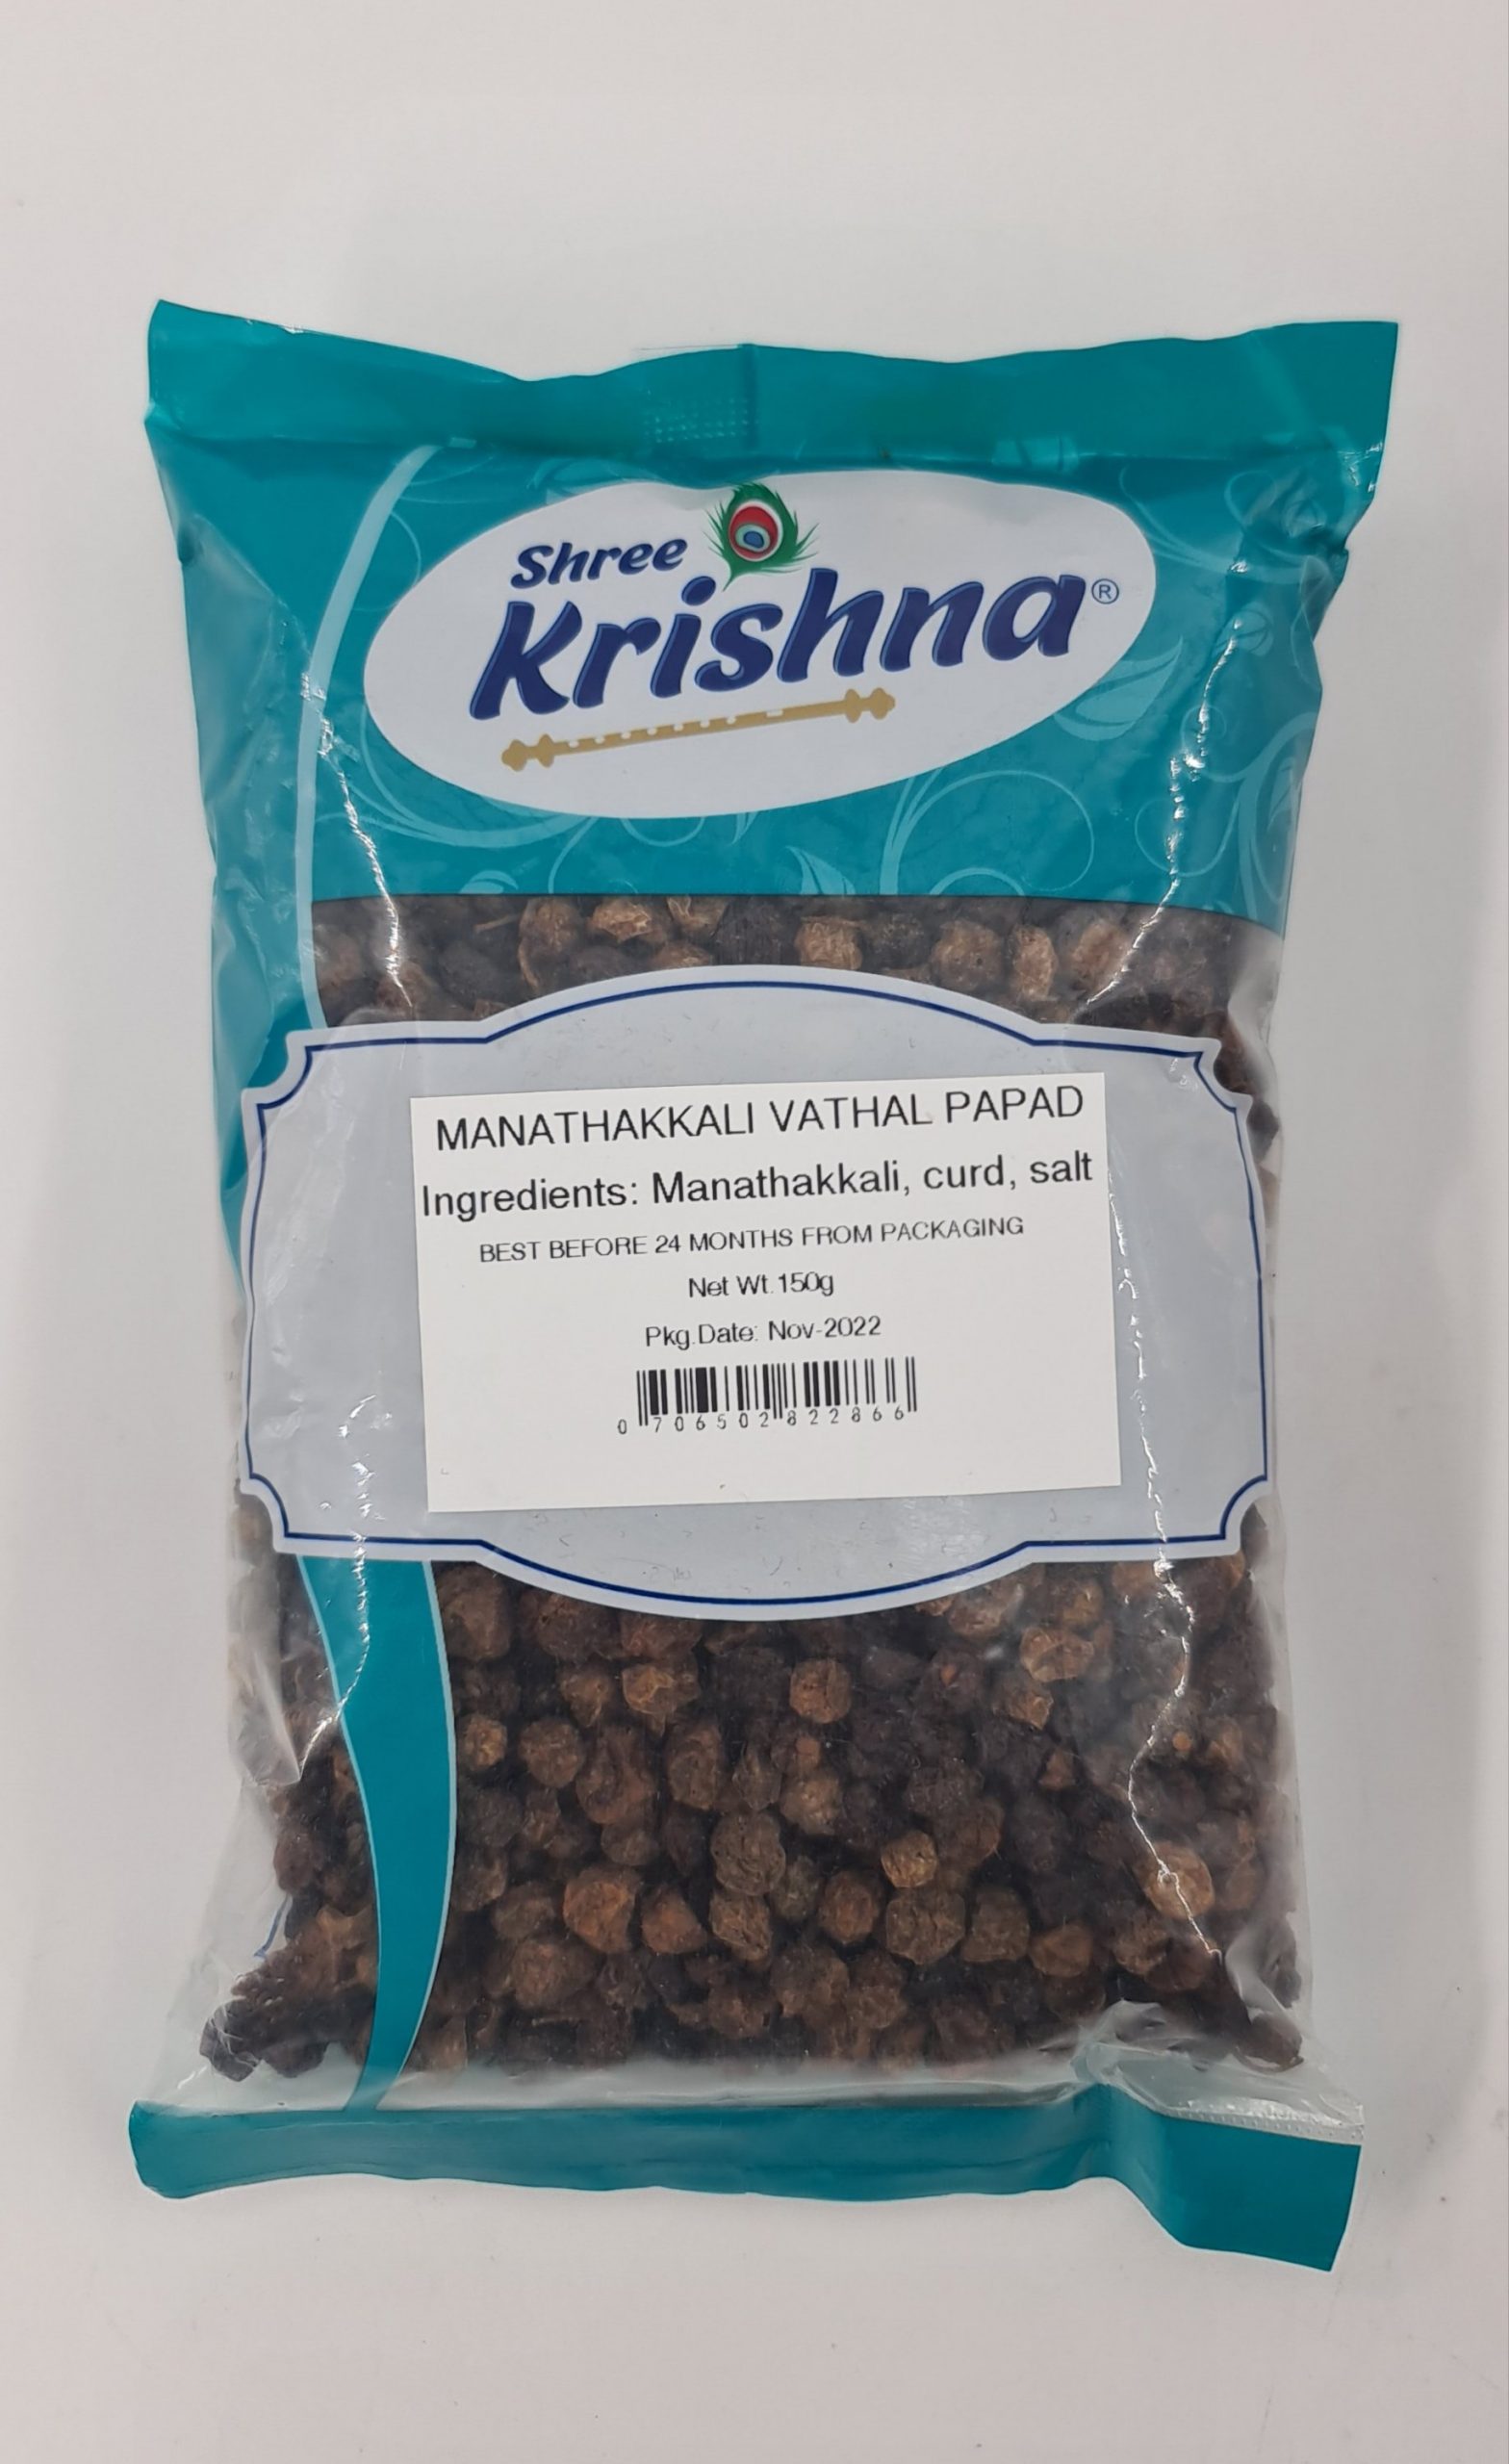 Shree
Krishna®
MANATHAKKALI VATHAL PAPAD
Ingredients: Manathakkali, curd, salt
BEST BEFORE 24 MONTHS FROM PACKAGING
Net Wt.150g
Pkg.Date: Nov-2022
0 706502 822866